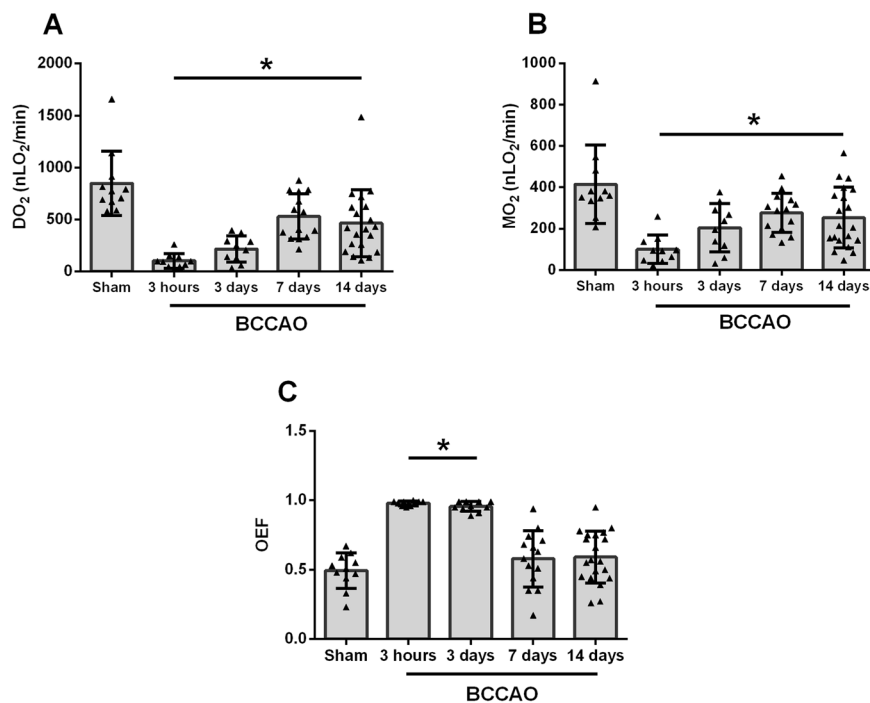 A
DO2 (nLO2/min)
2000
1500
1000
500
0
*
Sham 3 hours 3 days 7 days 14 days
BCCAO
B
MO2 (nLO2/min)
1000
800
600
400
200
0
*
Sham 3 hours 3 days 7 days 14 days
BCCAO
C
OEF
1.5
1.0
0.5
0.0
*
Sham 3 hours 3 days 7 days 14 days
BCCAO